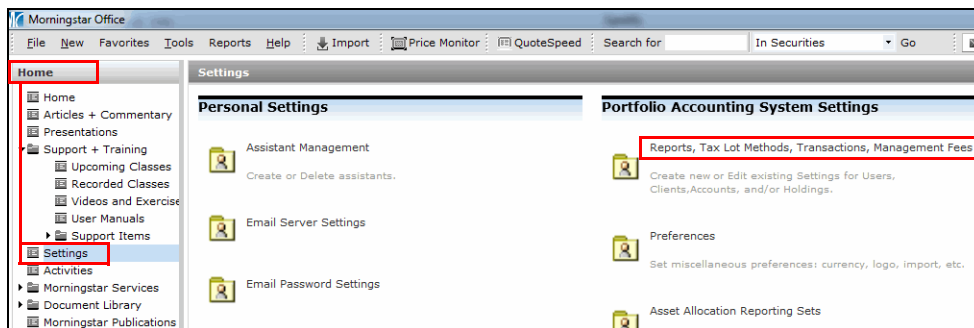 Morningstar Office
File New Favorites Tools Reports Help Import Price Monitor QuoteSpeed Search for In Securities Go
Home
Home
Articles + Commentary
Presentations
Support + Training
Upcoming Classes
Recorded Classes
Videos and Exercise
User Manuals
Support Items
Settings
Activities
Morningstar Services
Document Library
Morningstar Publications
Settings
Personal Settings
Assistant Management
Create or Delete assistants.
Email Server Settings
Email Password Settings
Portfolio Accounting System Settings
Reports, Tax Lot Methods, Transactions, Management Fees
Create new or Edit existing Settings for Users,
Clients,Accounts, and/or Holdings.
Preferences
Set miscellaneous preferences: currency, logo, import, etc.
Asset Allocation Reporting Sets